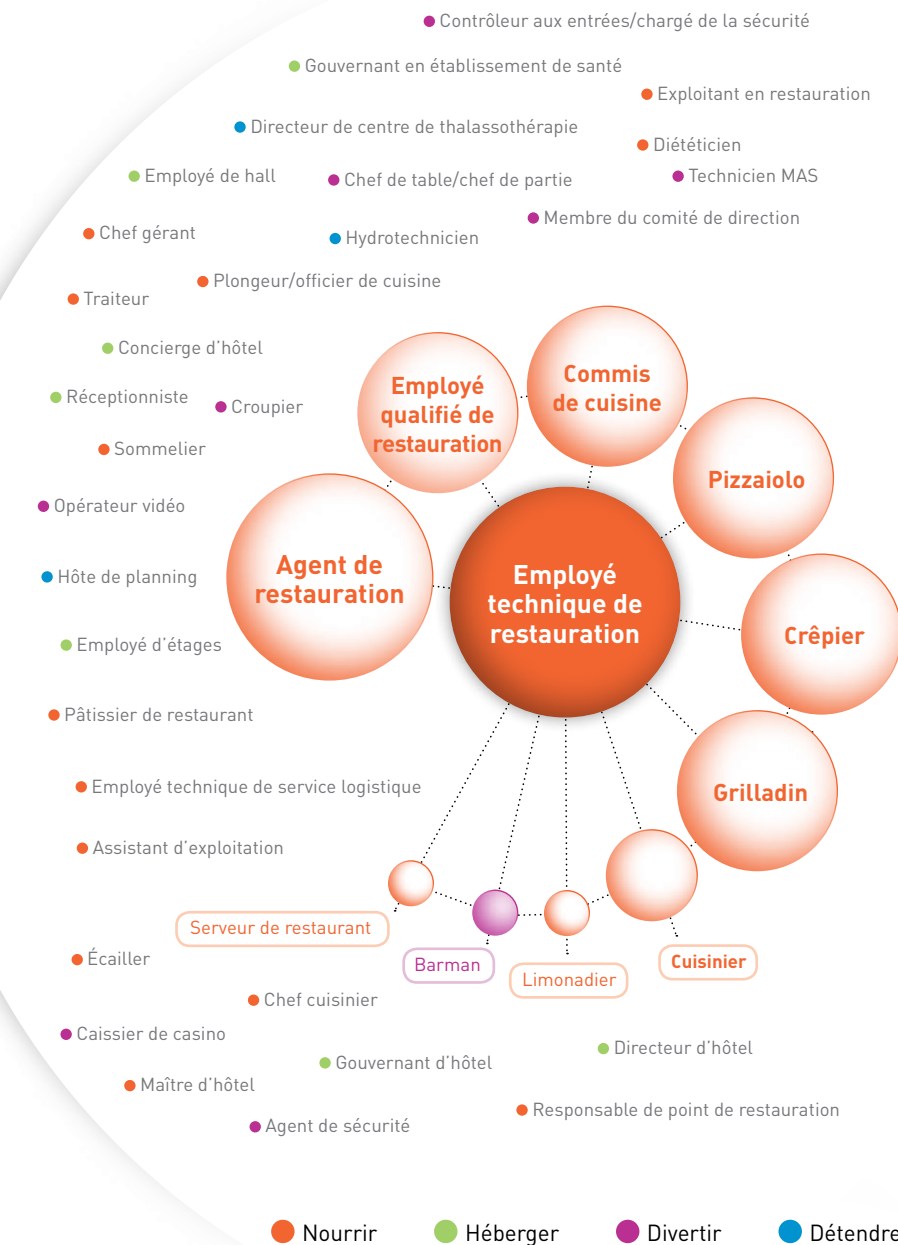 Contrôleur aux entrées/chargé de la sécurité
Gouvernant en établissement de santé
Exploitant en restauration
Directeur de centre de thalassothérapie
Diététicien
Employé de hall
Chef de table/chef de partie
Technicien MAS
Membre du comité de direction
Chef gérant
Hydrotechnicien
Plongeur/officier de cuisine
Traiteur
Concierge d'hôtel
Réceptionniste
Croupier
Sommelier
Opérateur vidéo
Hôte de planning
Employé d'étages
Pâtissier de restaurant
Employé technique de service logistique
Assistant d'exploitation
Employé
qualifié de
restauration
Commis
de cuisine
Pizzaiolo
Agent de
restauration
Employé
technique de
restauration
Crêpier
Grilladin
Serveur de restaurant
Barman
Limonadier
Cuisinier
Écailler
Chef cuisinier
Caissier de casino
Gouvernant d'hôtel
Directeur d'hôtel
Maître d'hôtel
Agent de sécurité
Responsable de point de restauration
Nourrir
Héberger
Divertir
Détendre